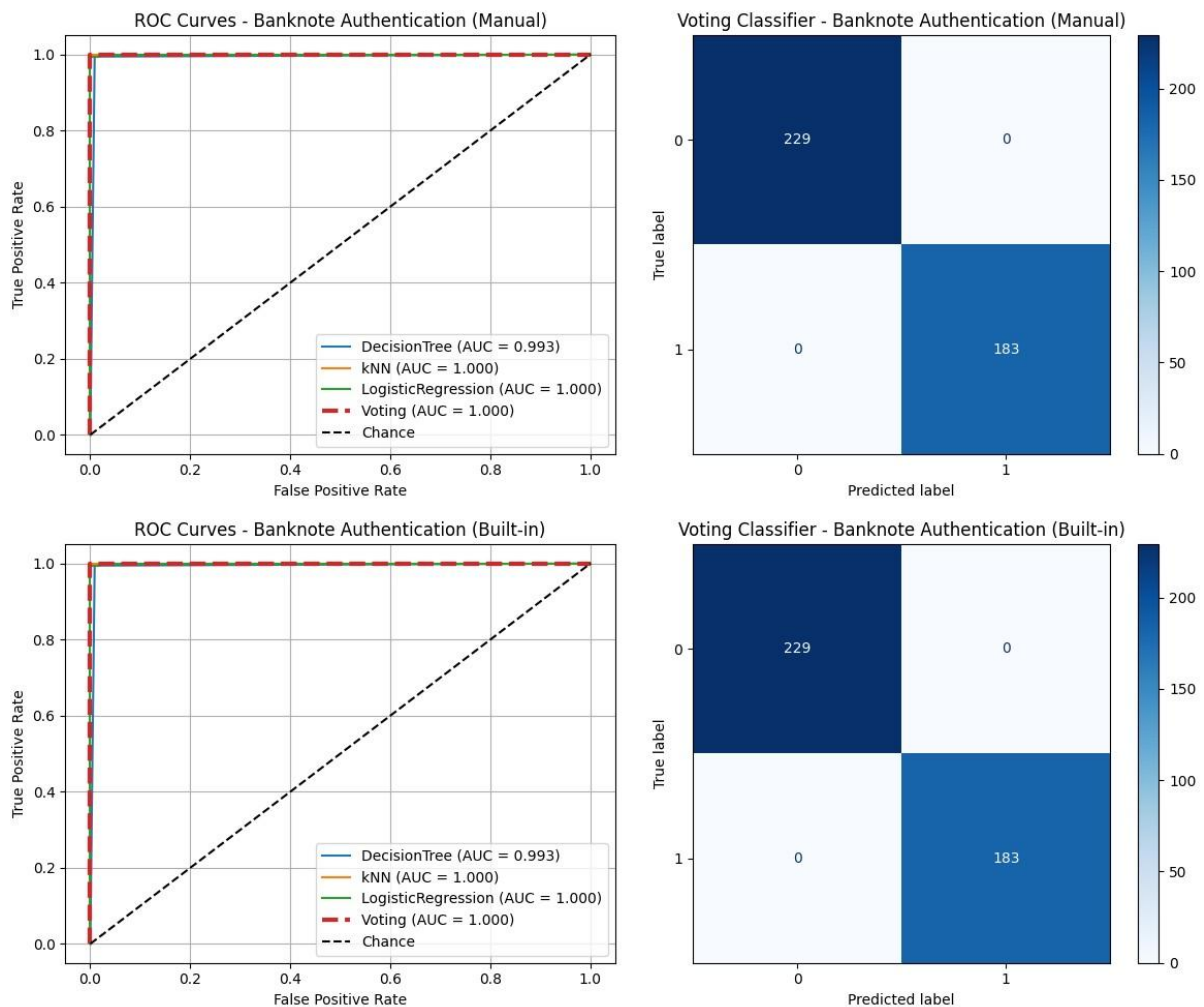 ROC Curves - Banknote Authentication (Manual)
True Positive Rate
1.0
0.8
0.6
0.4
0.2
0.0
DecisionTree (AUC = 0.993)
kNN (AUC = 1.000)
LogisticRegression (AUC = 1.000)
Voting (AUC = 1.000)
Chance
0.0 0.2 0.4 0.6 0.8 1.0
False Positive Rate
Voting Classifier - Banknote Authentication (Manual)
True label
0
1
229 0
0 183
0 1
Predicted label
200
150
100
50
0
ROC Curves - Banknote Authentication (Built-in)
True Positive Rate
1.0
0.8
0.6
0.4
0.2
0.0
DecisionTree (AUC = 0.993)
kNN (AUC = 1.000)
LogisticRegression (AUC = 1.000)
Voting (AUC = 1.000)
Chance
0.0 0.2 0.4 0.6 0.8 1.0
False Positive Rate
Voting Classifier - Banknote Authentication (Built-in)
True label
0
1
229 0
0 183
0 1
Predicted label
200
150
100
50
0